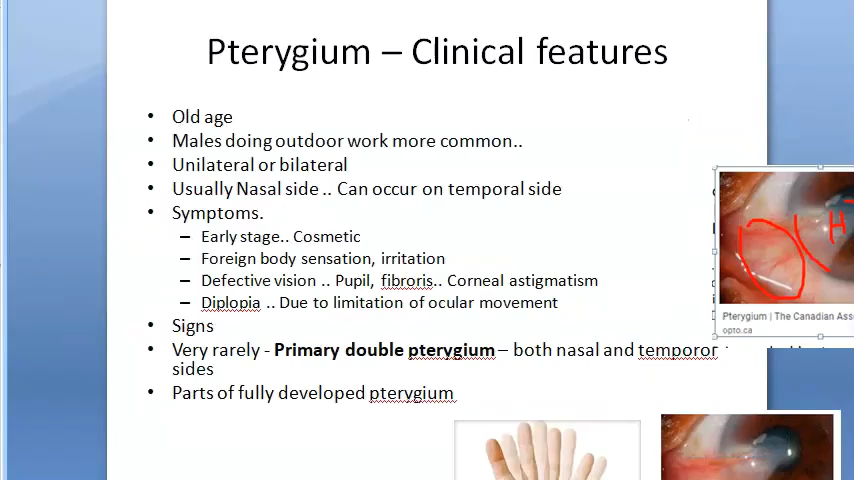 Pterygium – Clinical features
• Old age
• Males doing outdoor work more common..
• Unilateral or bilateral
• Usually Nasal side .. Can occur on temporal side
• Symptoms.
– Early stage.. Cosmetic
– Foreign body sensation, irritation
– Defective vision .. Pupil, fibroris.. Corneal astigmatism
– Diplopia .. Due to limitation of ocular movement
• Signs
• Very rarely - Primary double pterygium – both nasal and temporor
sides
• Parts of fully developed pterygium
H
Pterygium | The Canadian Ass
opto.ca